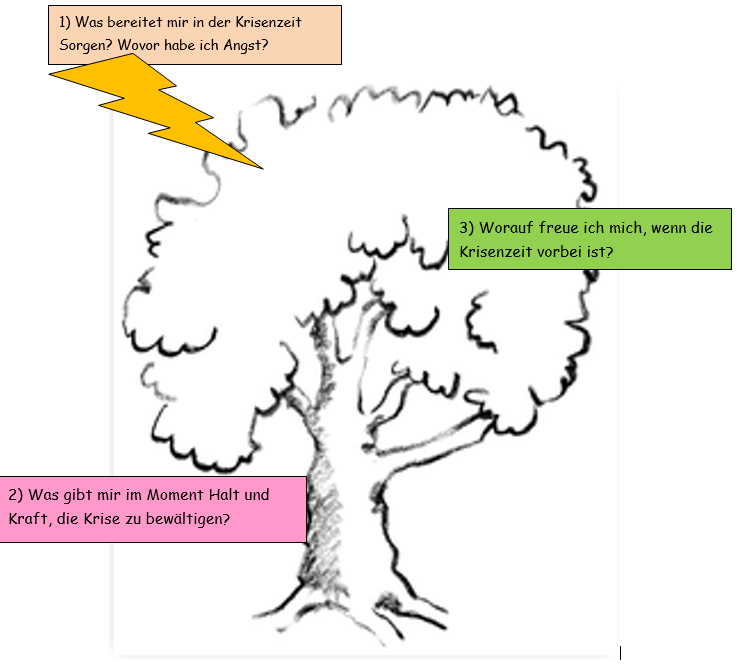 1) Was bereitet mir in der Krisenzeit
Sorgen? Wovor habe ich Angst?
3) Worauf freue ich mich, wenn die
Krisenzeit vorbei ist?
2) Was gibt mir im Moment Halt und
Kraft, die Krise zu bewältigen?